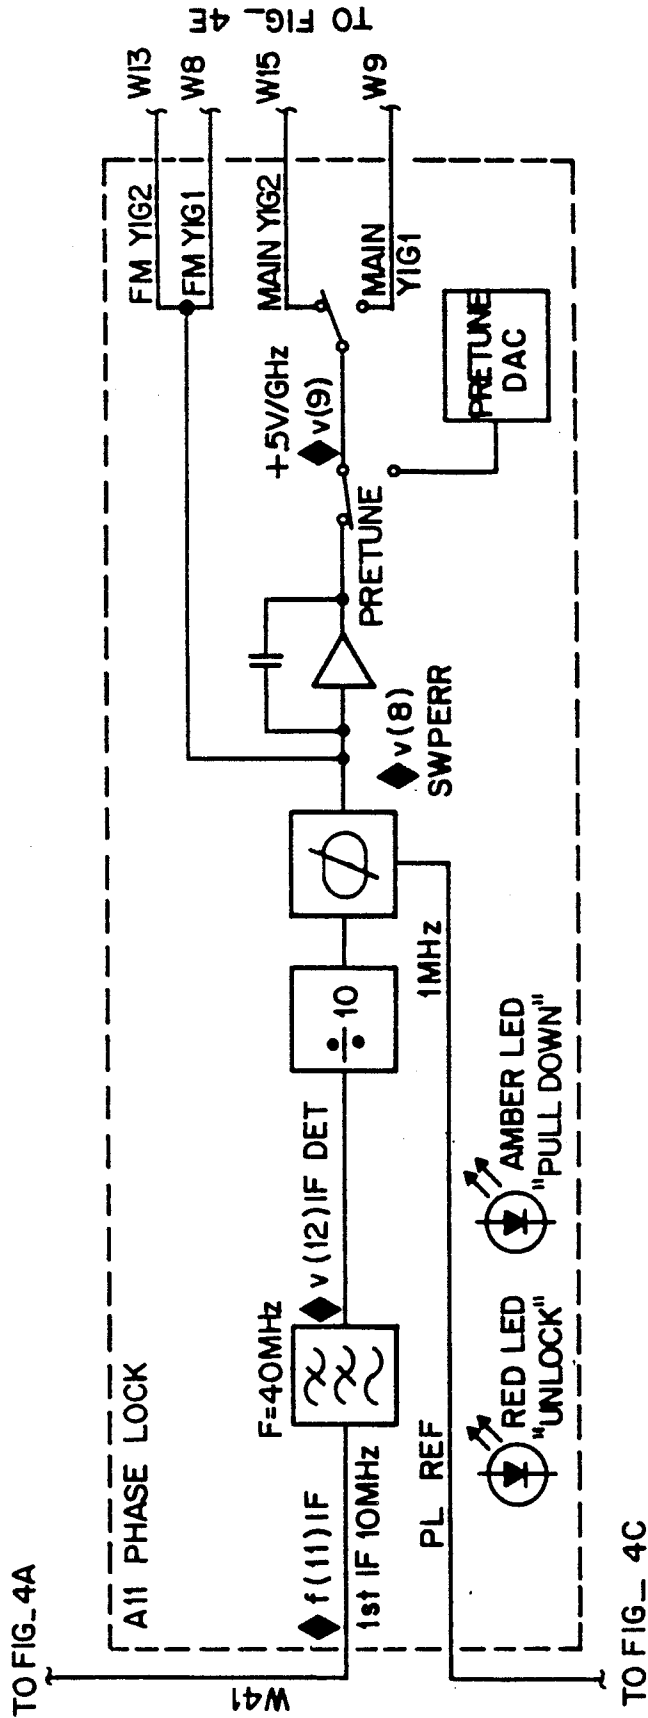 TO FIG_4A
W41
A11 PHASE LOCK
f(11)IF
1st IF 10MHz
F=40MHz
v(12)IF DET
÷10
1MHz
PL REF
TO FIG_ 4C
RED LED
"UNLOCK"
AMBER LED
"PULL DOWN"
v(8)
SWPERR
PRETUNE
+5V/GHz
v(9)
PRETUNE
DAC
FM YIG2
FM YIG1
MAIN YIG2
MAIN
YIG1
W13
W8
W15
W9
TO FIG_ 4E